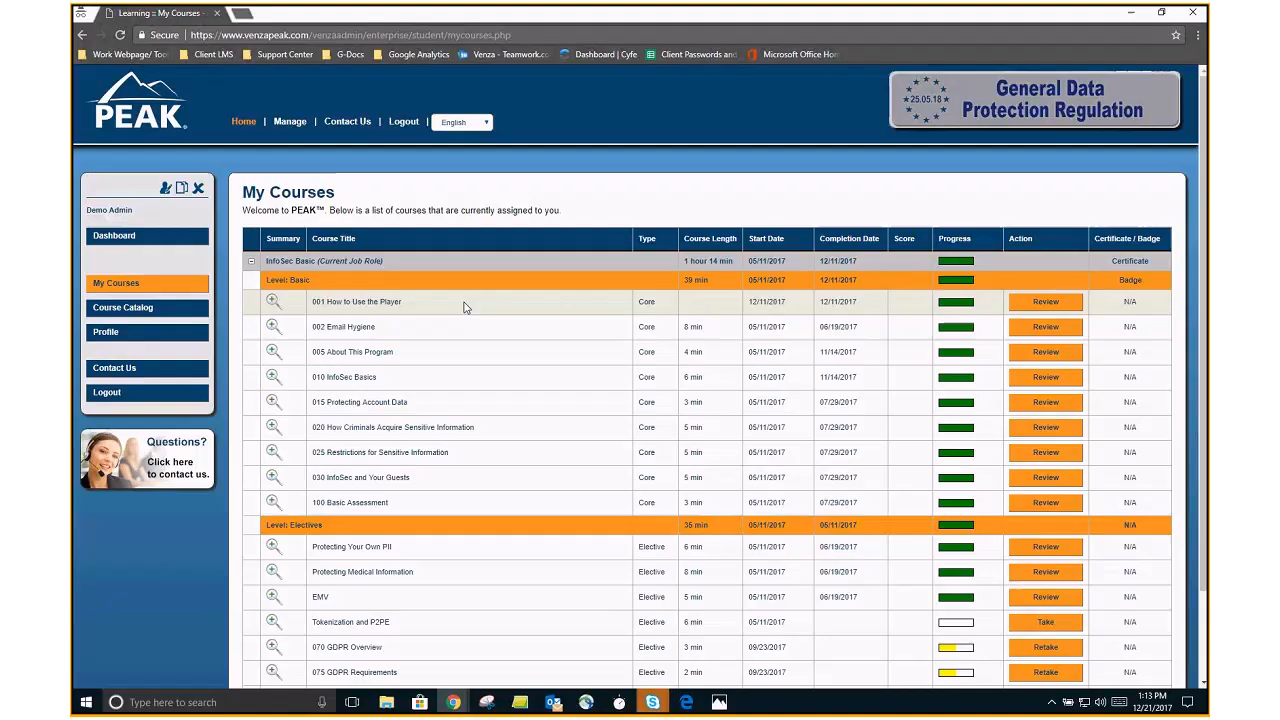 Learning :: My Courses -
Secure | https://www.venzapeak.com/venzaadmin/enterprise/student/mycourses.php
Work Webpage/ Too Client LMS Support Center G-Docs Google Analytics Venza - Teamwork.co Dashboard | Cyfe Client Passwords and Microsoft Office Hom
PEAK
Home | Manage | Contact Us | Logout | English
25.05.18
General Data
Protection Regulation
Demo Admin
Dashboard
My Courses
Course Catalog
Profile
Contact Us
Logout
Questions?
Click here
to contact us.
My Courses
Welcome to PEAK™. Below is a list of courses that are currently assigned to you.
Summary Course Title Type Course Length Start Date Completion Date Score Progress Action Certificate / Badge
InfoSec Basic (Current Job Role) 1 hour 14 min 05/11/2017 12/11/2017 Certificate
Level: Basic 39 min 05/11/2017 12/11/2017 Badge
001 How to Use the Player Core 12/11/2017 12/11/2017 Review N/A
002 Email Hygiene Core 8 min 05/11/2017 06/19/2017 Review N/A
005 About This Program Core 4 min 05/11/2017 11/14/2017 Review N/A
010 InfoSec Basics Core 6 min 05/11/2017 11/14/2017 Review N/A
015 Protecting Account Data Core 3 min 05/11/2017 07/29/2017 Review N/A
020 How Criminals Acquire Sensitive Information Core 5 min 05/11/2017 07/29/2017 Review N/A
025 Restrictions for Sensitive Information Core 5 min 05/11/2017 07/29/2017 Review N/A
030 InfoSec and Your Guests Core 5 min 05/11/2017 07/29/2017 Review N/A
100 Basic Assessment Core 3 min 05/11/2017 07/29/2017 Review N/A
Level: Electives 35 min 05/11/2017 05/11/2017 N/A
Protecting Your Own PII Elective 6 min 05/11/2017 06/19/2017 Review N/A
Protecting Medical Information Elective 8 min 05/11/2017 06/19/2017 Review N/A
EMV Elective 5 min 05/11/2017 06/19/2017 Review N/A
Tokenization and P2PE Elective 6 min 05/11/2017 Take N/A
070 GDPR Overview Elective 3 min 09/23/2017 Retake N/A
075 GDPR Requirements Elective 2 min 09/23/2017 Retake N/A
Type here to search
1:13 PM
12/21/2017